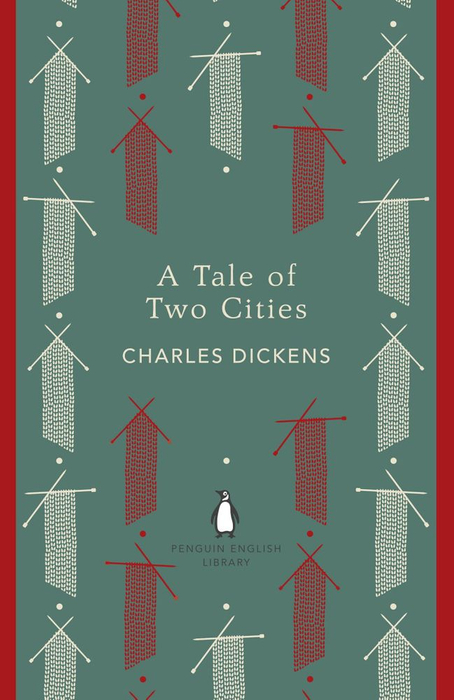 A Tale of
Two Cities
CHARLES DICKENS
PENGUIN ENGLISH
LIBRARY